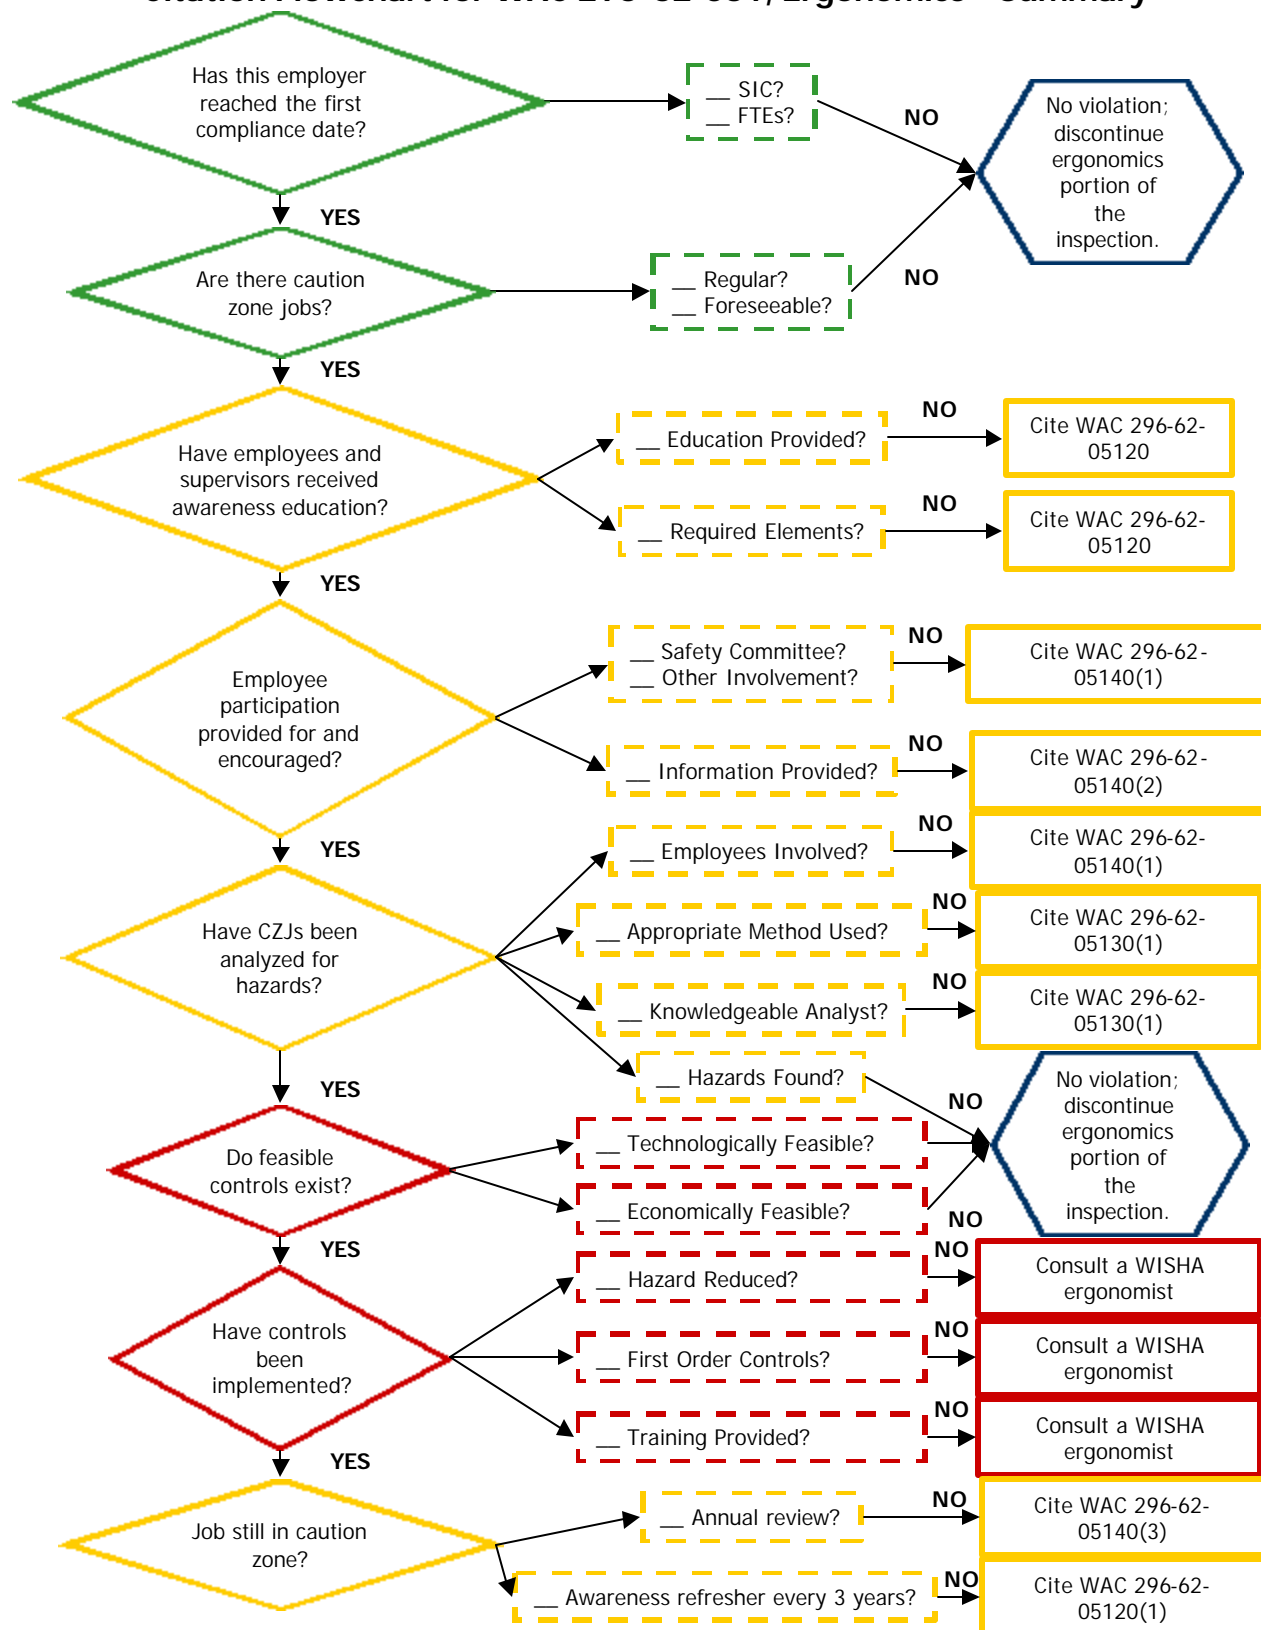 Citation Flowchart for WAC 296-62-051, Ergonomics - Summary
Has this employer
reached the first
compliance date?
__ SIC?
__ FTEs?
NO
No violation;
discontinue
ergonomics
portion of
the
inspection.
YES
Are there caution
zone jobs?
__ Regular?
__ Foreseeable?
NO
YES
Have employees and
supervisors received
awareness education?
__ Education Provided?
NO
Cite WAC 296-62-
05120
__ Required Elements?
NO
Cite WAC 296-62-
05120
YES
Employee
participation
provided for and
encouraged?
__ Safety Committee?
__ Other Involvement?
NO
Cite WAC 296-62-
05140(1)
__ Information Provided?
NO
Cite WAC 296-62-
05140(2)
YES
Have CZJs been
analyzed for
hazards?
__ Employees Involved?
NO
Cite WAC 296-62-
05140(1)
__ Appropriate Method Used?
NO
Cite WAC 296-62-
05130(1)
__ Knowledgeable Analyst?
NO
Cite WAC 296-62-
05130(1)
__ Hazards Found?
NO
No violation;
discontinue
ergonomics
portion of
the
inspection.
YES
Do feasible
controls exist?
__ Technologically Feasible?
__ Economically Feasible?
NO
YES
Have controls
been
implemented?
__ Hazard Reduced?
NO
Consult a WISHA
ergonomist
__ First Order Controls?
NO
Consult a WISHA
ergonomist
__ Training Provided?
NO
Consult a WISHA
ergonomist
YES
Job still in caution
zone?
__ Annual review?
NO
Cite WAC 296-62-
05140(3)
__ Awareness refresher every 3 years?
NO
Cite WAC 296-62-
05120(1)